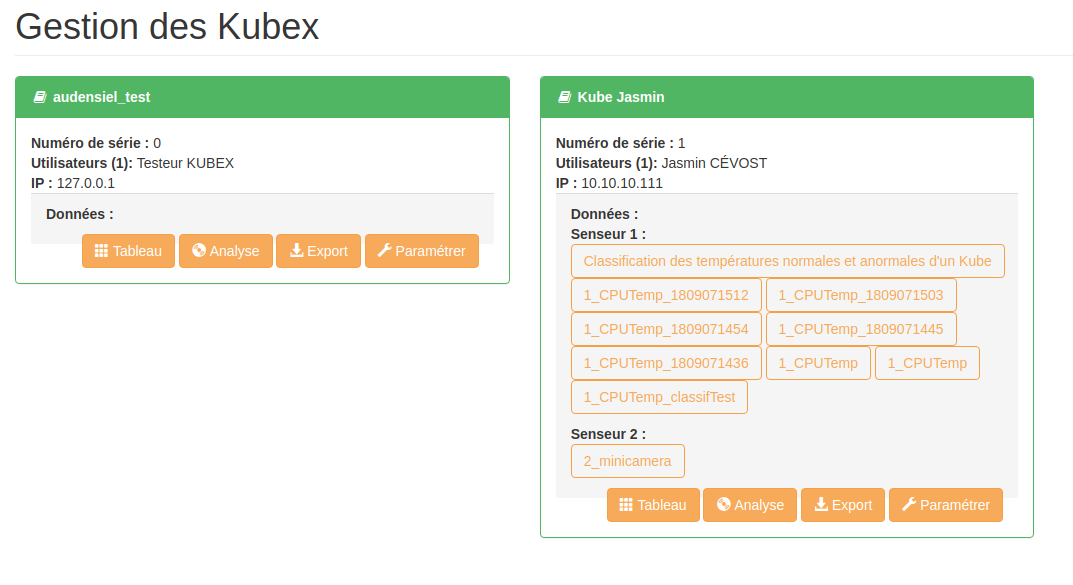 Gestion des Kubex
audensiel_test
Numéro de série : 0
Utilisateurs (1): Testeur KUBEX
IP : 127.0.0.1
Données :
Tableau Analyse Export Paramétrer
Kube Jasmin
Numéro de série : 1
Utilisateurs (1): Jasmin CÉVOST
IP : 10.10.10.111
Données :
Senseur 1 :
Classification des températures normales et anormales d'un Kube
1_CPUTemp_1809071512 1_CPUTemp_1809071503
1_CPUTemp_1809071454 1_CPUTemp_1809071445
1_CPUTemp_1809071436 1_CPUTemp 1_CPUTemp
1_CPUTemp_classifTest
Senseur 2 :
2_minicamera
Tableau Analyse Export Paramétrer